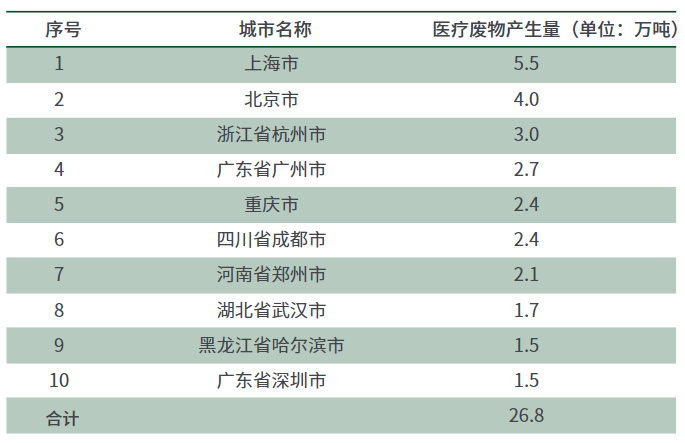 序号 城市名称 医疗废物产生量（单位：万吨）
1 上海市 5.5
2 北京市 4.0
3 浙江省杭州市 3.0
4 广东省广州市 2.7
5 重庆市 2.4
6 四川省成都市 2.4
7 河南省郑州市 2.1
8 湖北省武汉市 1.7
9 黑龙江省哈尔滨市 1.5
10 广东省深圳市 1.5
合计 26.8